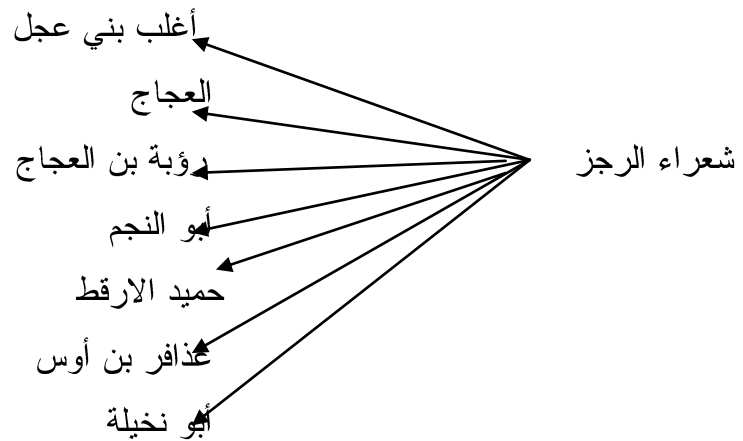 شعراء الرجز
أغلب بني عجل
العجاج
رؤبة بن العجاج
أبو النجم
حميد الارقط
عذافر بن أوس
أبو نخيلة